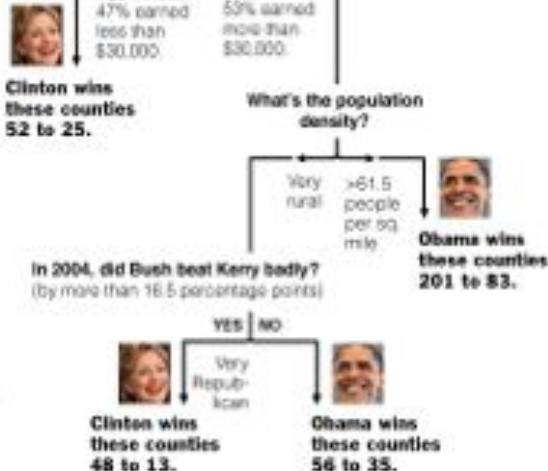 47% earned
less than
$30,000.
53% earned
more than
$30,000.
Clinton wins
these counties
52 to 25.
What's the population
density?
Very
rural
>61.5
people
per sq.
mile
Obama wins
these counties
201 to 83.
In 2004, did Bush beat Kerry badly?
(by more than 16.5 percentage points)
YES
NO
Very
Repub-
lican
Clinton wins
these counties
48 to 13.
Obama wins
these counties
56 to 35.